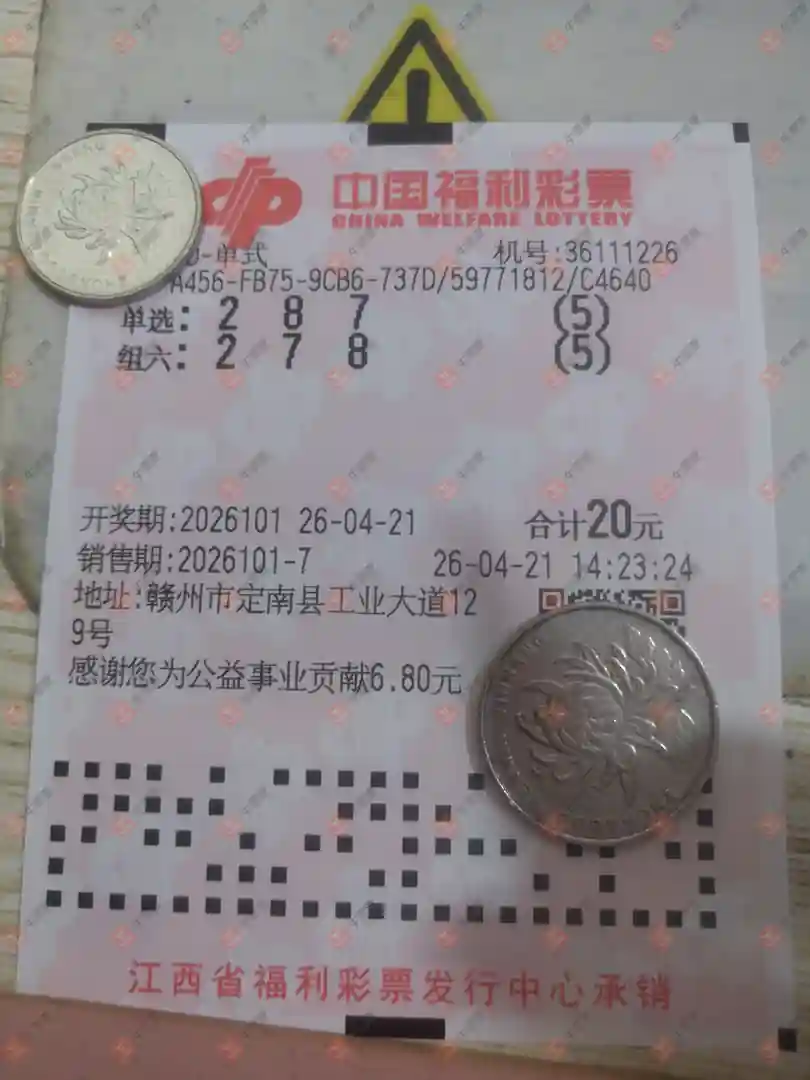 中国福利彩票
CHINA WELFARE LOTTERY
D-单式 机号:36111226
A456-FB75-9CB6-737D/59771812/C4640
单选: 2 8 7 (5)
组六: 2 7 8 (5)
开奖期:2026101 26-04-21 合计20元
销售期:2026101-7 26-04-21 14:23:24
地址:赣州市定南县工业大道12
9号
感谢您为公益事业贡献6.80元
江西省福利彩票发行中心承销